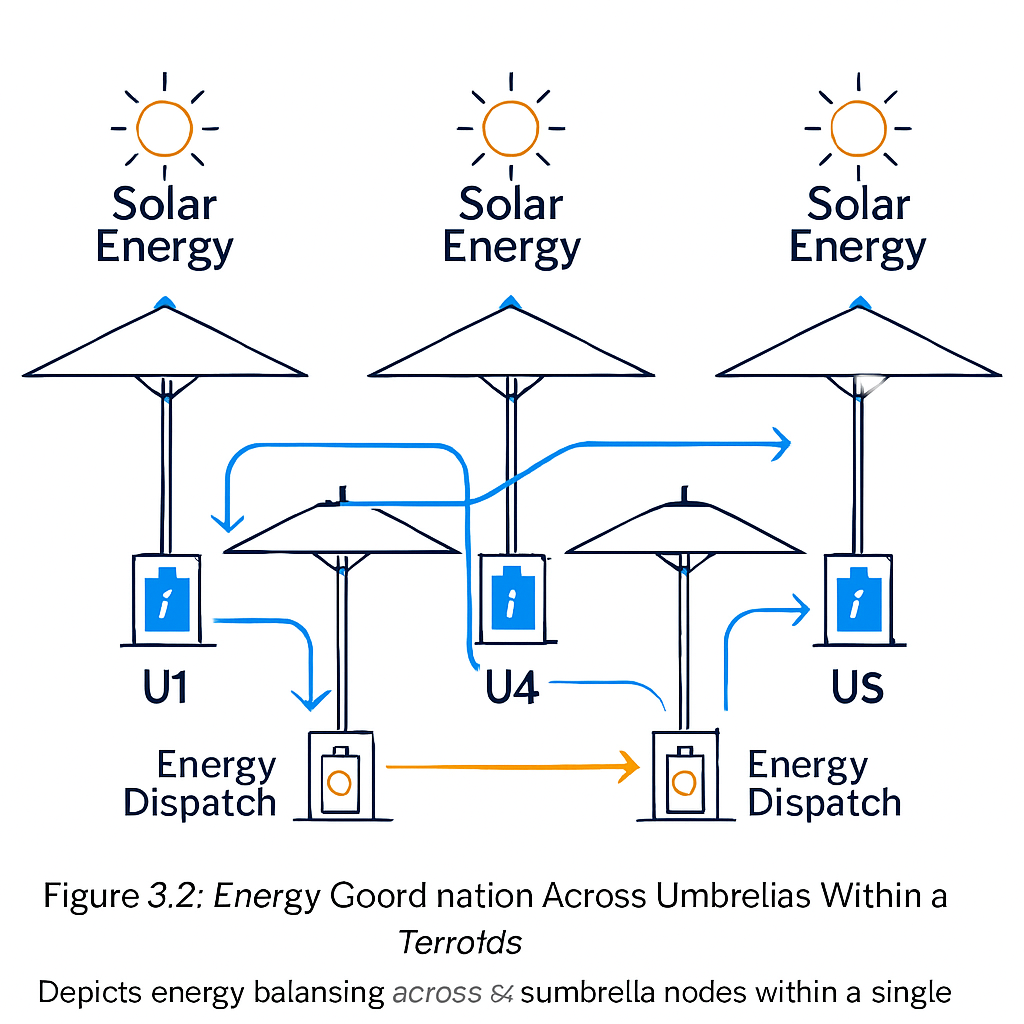 Solar
Energy
Solar
Energy
Solar
Energy
i
i
i
U1
U4
US
Energy
Dispatch
Energy
Dispatch
Figure 3.2: Energy Goord nation Across Umbrelias Within a
Terrotds
Depicts energy balansing across & sumbrella nodes within a single